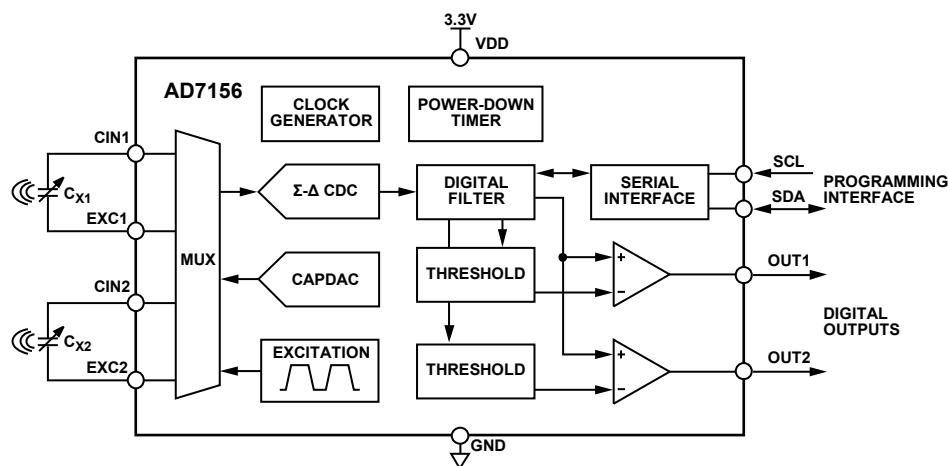 3.3V
VDD
AD7156
CLOCK
GENERATOR
POWER-DOWN
TIMER
CIN1
CX1
EXC1
MUX
Σ-Δ CDC
DIGITAL
FILTER
SERIAL
INTERFACE
SCL
SDA
PROGRAMMING
INTERFACE
CAPDAC
THRESHOLD
+
–
OUT1
CIN2
CX2
EXC2
EXCITATION
THRESHOLD
+
–
OUT2
DIGITAL
OUTPUTS
GND